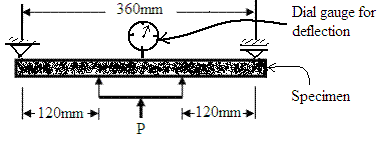 360mm
Dial gauge for
deflection
Specimen
120mm
120mm
P